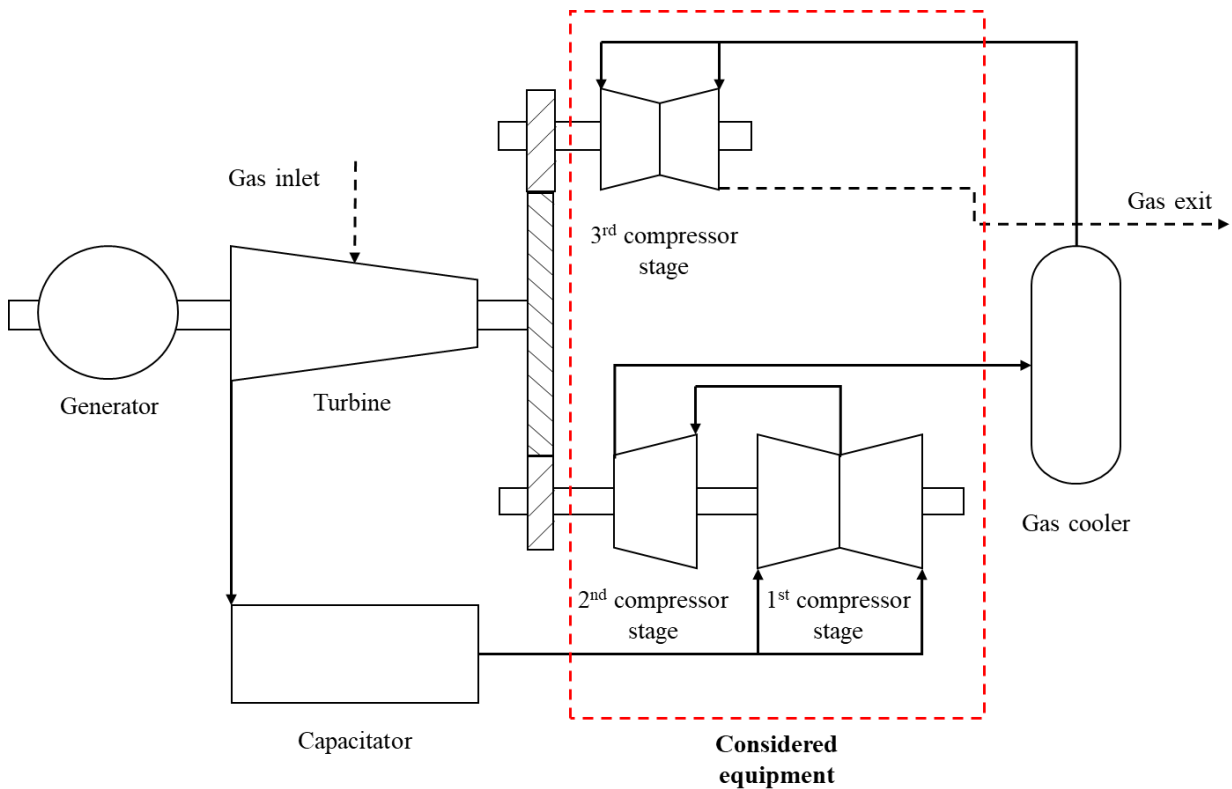 Gas inlet
Gas exit
3rd compressor
stage
Generator
Turbine
Gas cooler
2nd compressor
stage
1st compressor
stage
Capacitator
Considered
equipment